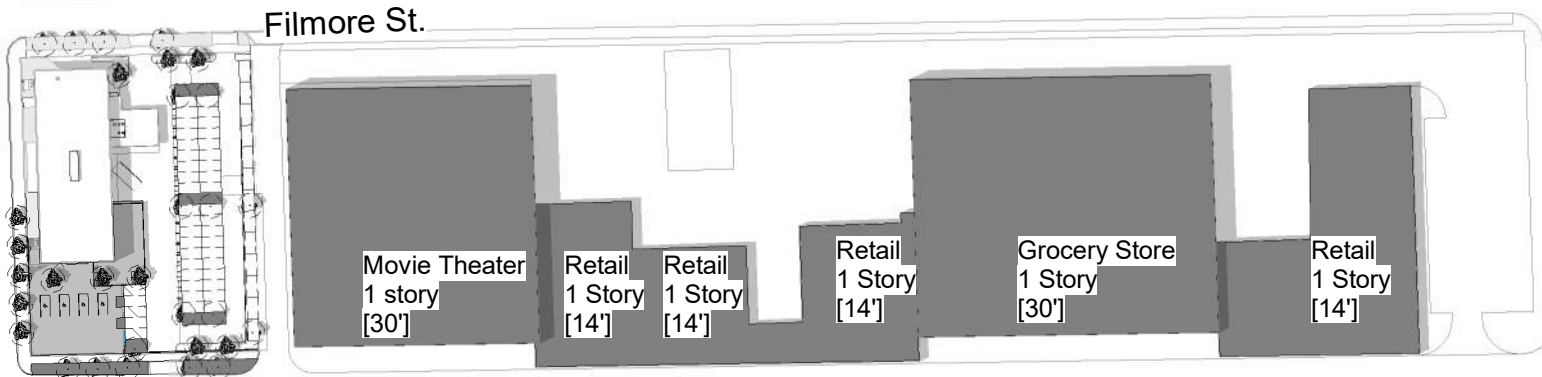 Filmore St.
Movie Theater
1 story
[30']
Retail
1 Story
[14']
Retail
1 Story
[14']
Retail
1 Story
[14']
Grocery Store
1 Story
[30']
Retail
1 Story
[14']